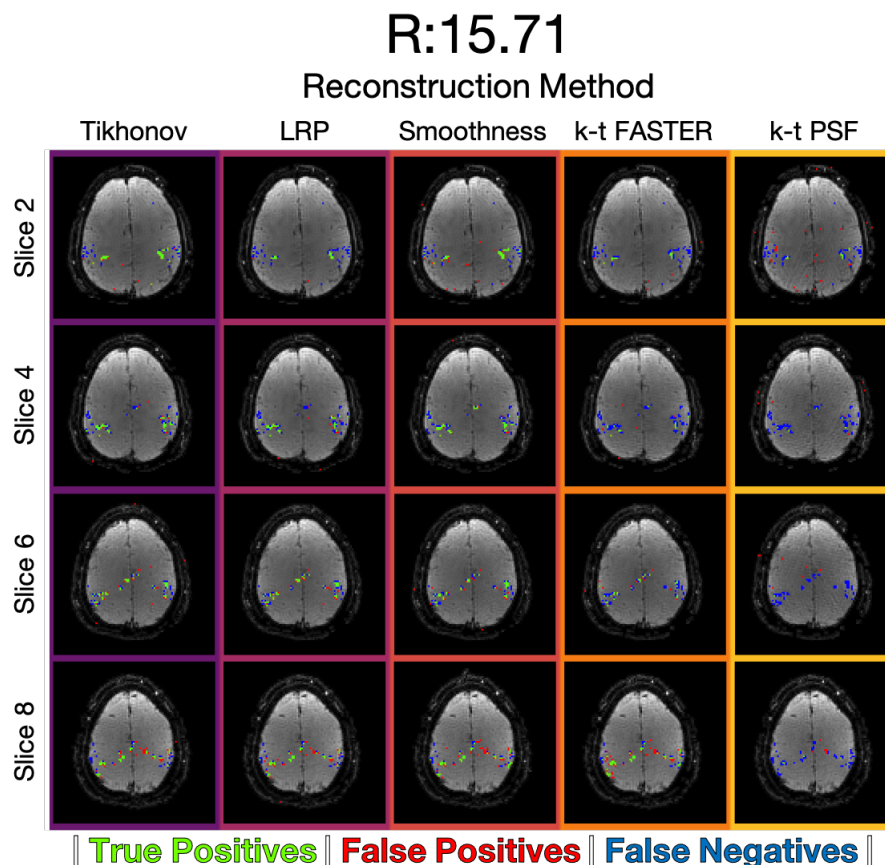 R:15.71
Reconstruction Method
Tikhonov LRP Smoothness k-t FASTER k-t PSF
Slice 2
Slice 4
Slice 6
Slice 8
True Positives False Positives False Negatives